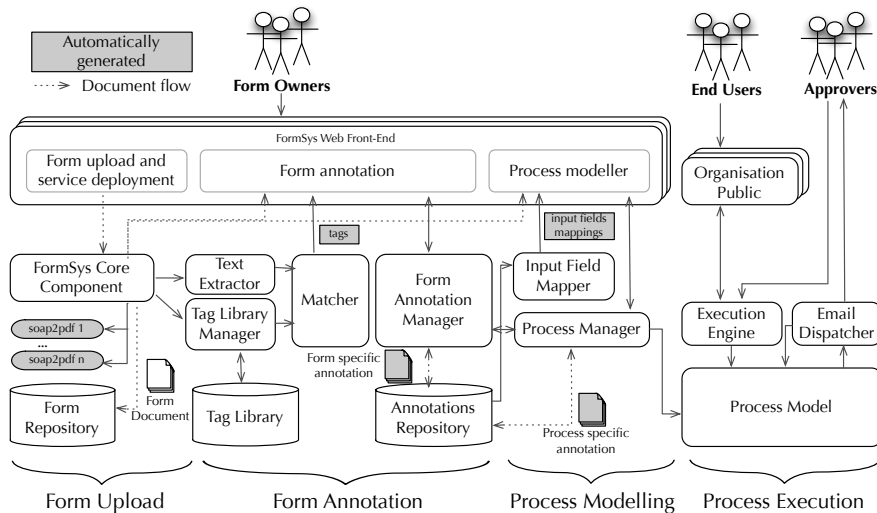 Automatically
generated
Document flow
Form Owners
End Users
Approvers
FormSys Web Front-End
Form upload and
service deployment
Form annotation
Process modeller
Organisation
Public
tags
input fields
mappings
FormSys Core
Component
Text
Extractor
Tag Library
Manager
Matcher
Form
Annotation
Manager
Input Field
Mapper
Process Manager
Execution
Engine
Email
Dispatcher
soap2pdf 1
...
soap2pdf n
Form
Document
Form specific
annotation
Form
Repository
Tag Library
Annotations
Repository
Process specific
annotation
Process Model
Form Upload
Form Annotation
Process Modelling
Process Execution